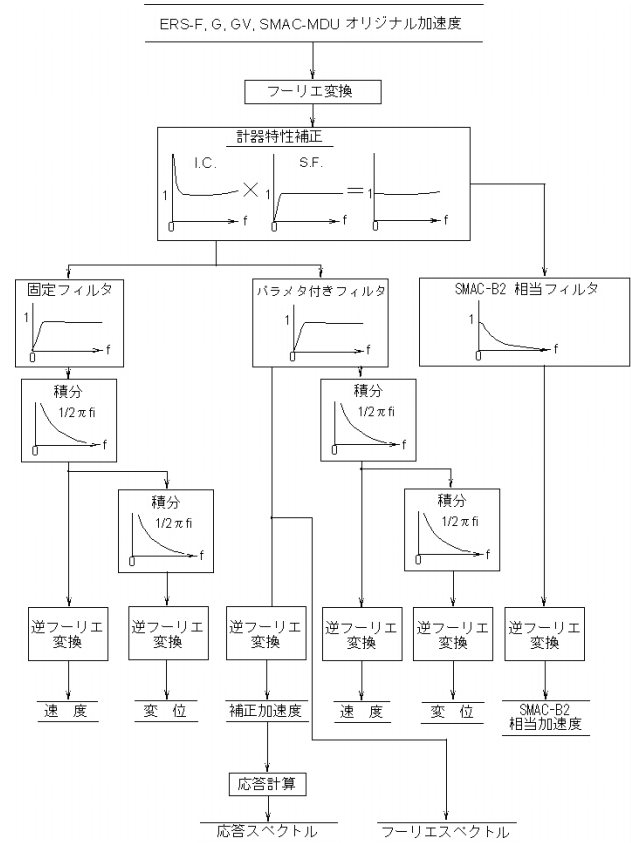 ERS-F, G, GV, SMAC-MDU オリジナル加速度
フーリエ変換
計器特性補正
I.C.
S.F.
1
×
1
=
1
0
f
0
f
0
f
固定フィルタ
1
0
f
パラメタ付きフィルタ
1
0
f
SMAC-B2 相当フィルタ
1
0
f
積分
1/2πfi
0
f
積分
1/2πfi
0
f
積分
1/2πfi
0
f
積分
1/2πfi
0
f
逆フーリエ
変換
逆フーリエ
変換
逆フーリエ
変換
逆フーリエ
変換
逆フーリエ
変換
逆フーリエ
変換
速 度
変 位
補正加速度
速 度
変 位
SMAC-B2
相当加速度
応答計算
応答スペクトル
フーリエスペクトル